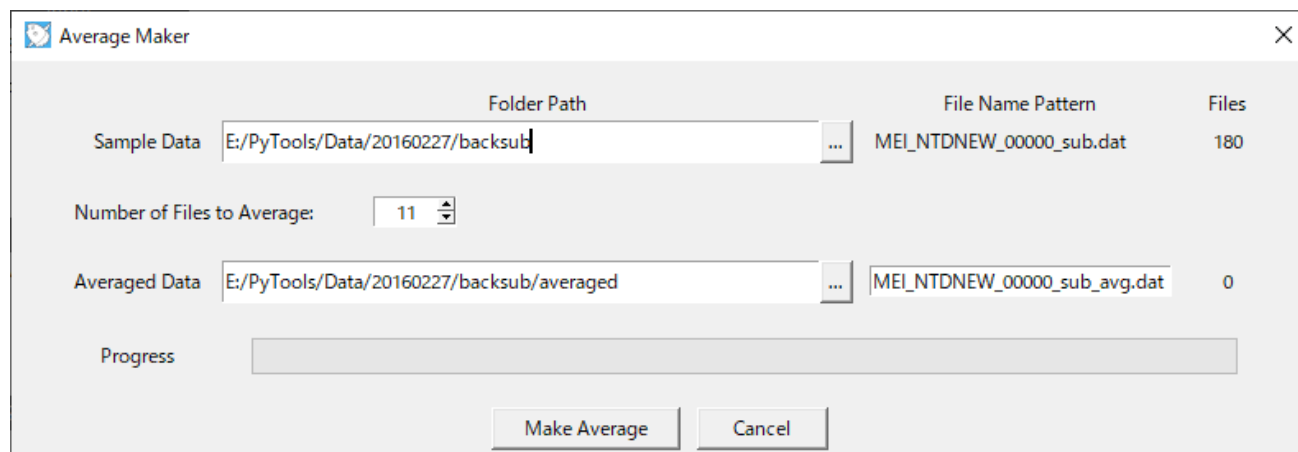 Average Maker
Folder Path File Name Pattern Files
Sample Data E:/PyTools/Data/20160227/backsub ... MEI_NTDNEW_00000_sub.dat 180
Number of Files to Average: 11
Averaged Data E:/PyTools/Data/20160227/backsub/averaged ... MEI_NTDNEW_00000_sub_avg.dat 0
Progress
Make Average Cancel